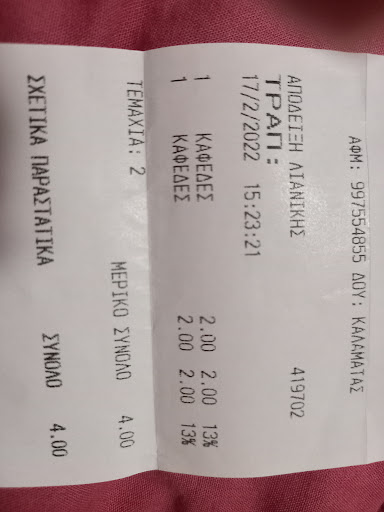 ΑΦΜ: 997554855 ΔΟΥ: ΚΑΛΑΜΑΤΑΣ
ΑΠΟΔΕΙΞΗ ΛΙΑΝΙΚΗΣ 419702
ΤΡΑΠ:
17/2/2022 15:23:21
1 ΚΑΦΕΔΕΣ 2.00 2.00 13%
1 ΚΑΦΕΔΕΣ 2.00 2.00 13%
ΤΕΜΑΧΙΑ: 2 ΜΕΡΙΚΟ ΣΥΝΟΛΟ 4.00
ΣΧΕΤΙΚΑ ΠΑΡΑΣΤΑΤΙΚΑ ΣΥΝΟΛΟ 4.00